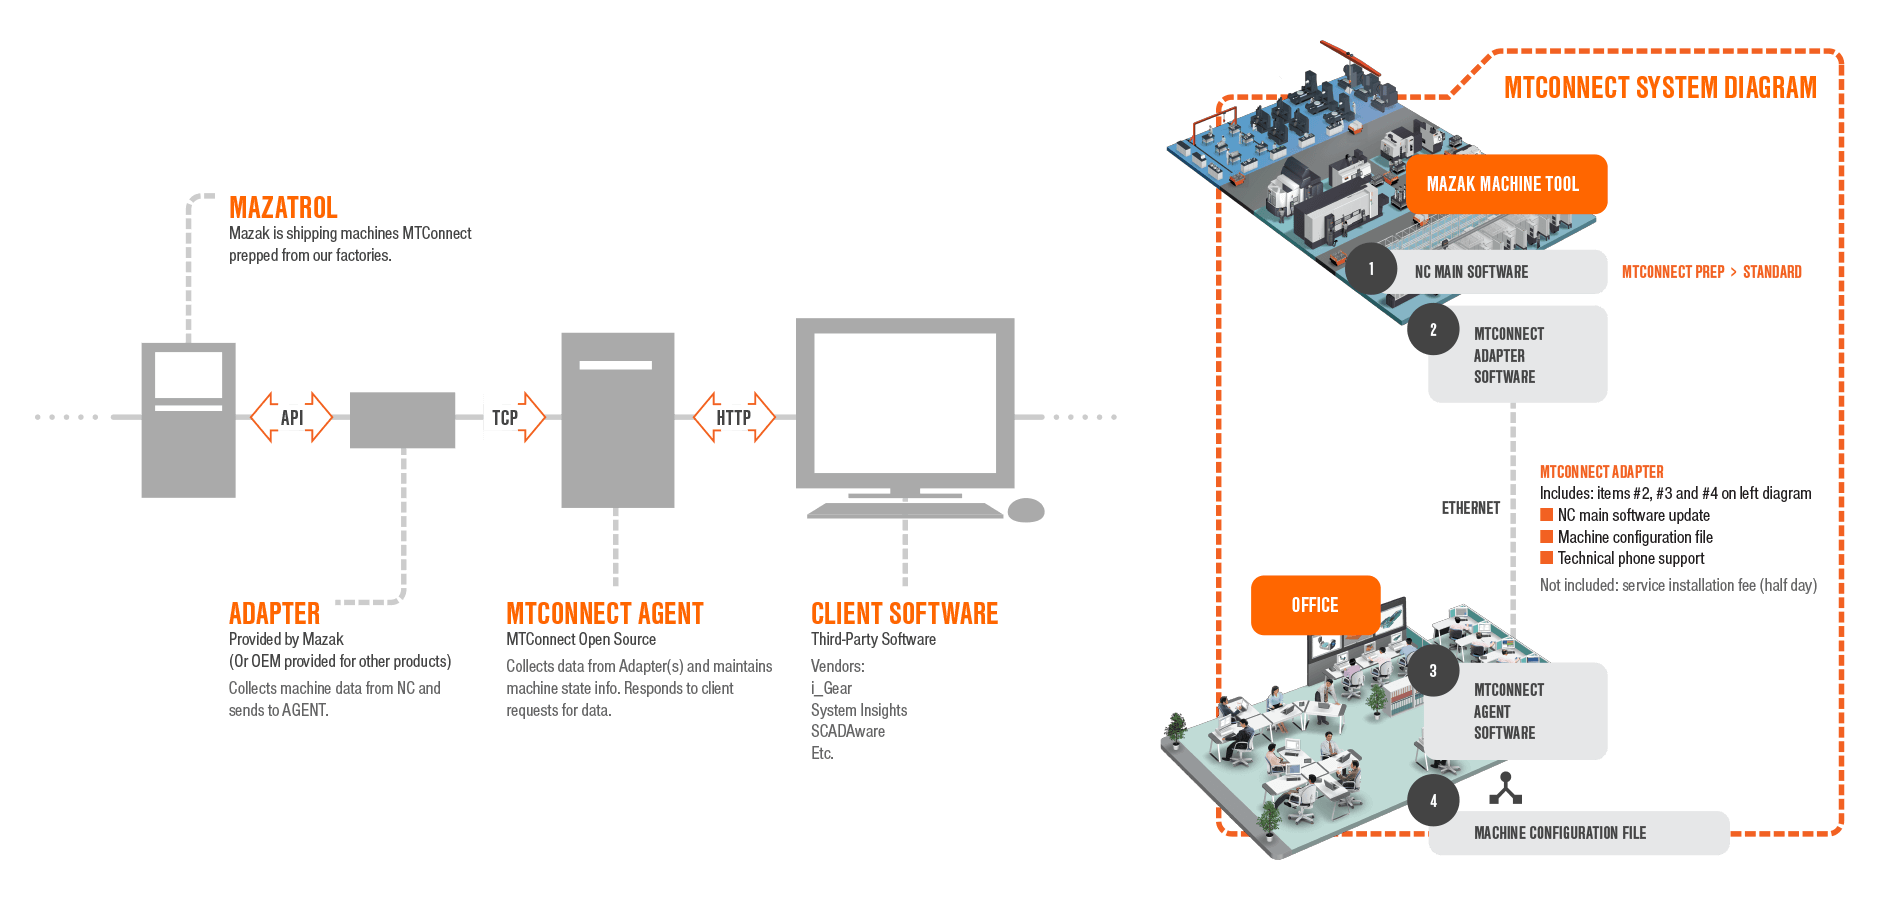 MAZATROL
Mazak is shipping machines MTConnect
prepped from our factories.
API
TCP
HTTP
ADAPTER
Provided by Mazak
(Or OEM provided for other products)
Collects machine data from NC and
sends to AGENT.
MTCONNECT AGENT
MTConnect Open Source
Collects data from Adapter(s) and maintains
machine state info. Responds to client
requests for data.
CLIENT SOFTWARE
Third-Party Software
Vendors:
i_Gear
System Insights
SCADAware
Etc.
MTCONNECT SYSTEM DIAGRAM
MAZAK MACHINE TOOL
1
NC MAIN SOFTWARE
MTCONNECT PREP > STANDARD
2
MTCONNECT
ADAPTER
SOFTWARE
ETHERNET
MTCONNECT ADAPTER
Includes: items #2, #3 and #4 on left diagram
NC main software update
Machine configuration file
Technical phone support
Not included: service installation fee (half day)
OFFICE
3
MTCONNECT
AGENT
SOFTWARE
4
MACHINE CONFIGURATION FILE